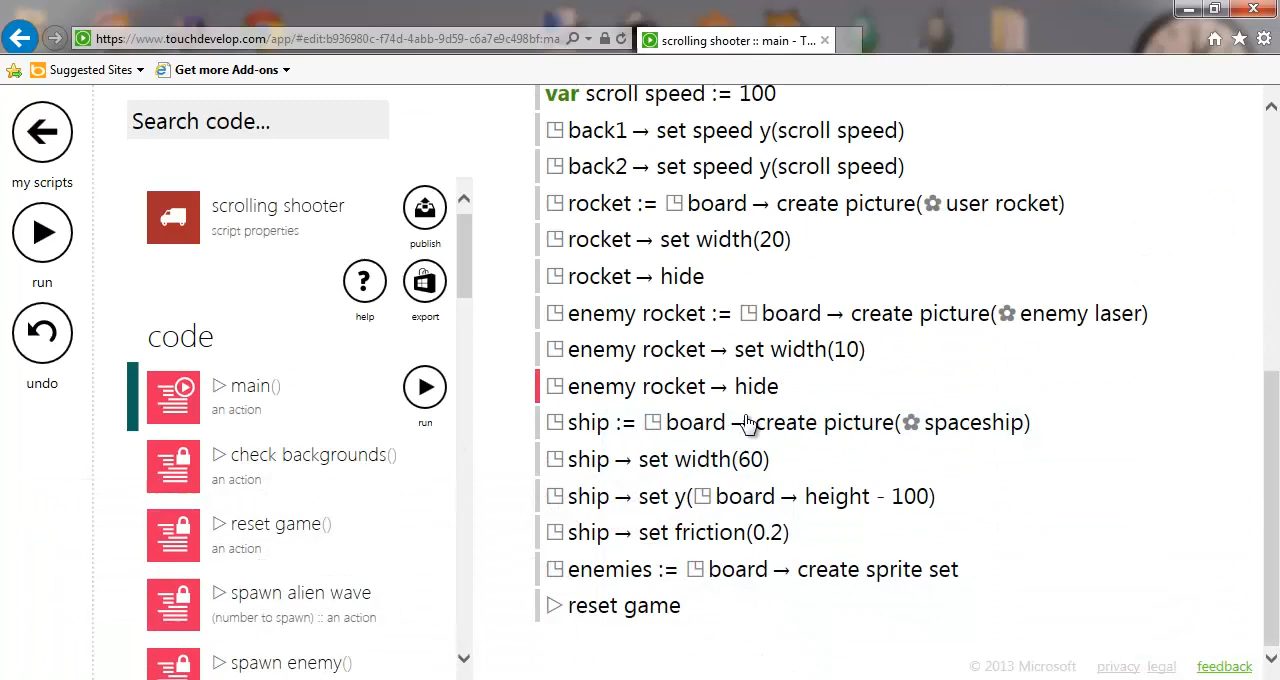 https://www.touchdevelop.com/app/#edit:b936980c-f74d-4abb-9d59-c6a7e9c498bf:ma
scrolling shooter :: main - T...
Suggested Sites
Get more Add-ons
my scripts
run
undo
Search code...
scrolling shooter
script properties
publish
help
export
code
main()
an action
run
check backgrounds()
an action
reset game()
an action
spawn alien wave
(number to spawn) :: an action
spawn enemy()
var scroll speed := 100
back1 → set speed y(scroll speed)
back2 → set speed y(scroll speed)
rocket := board → create picture(✿ user rocket)
rocket → set width(20)
rocket → hide
enemy rocket := board → create picture(✿ enemy laser)
enemy rocket → set width(10)
enemy rocket → hide
ship := board → create picture(✿ spaceship)
ship → set width(60)
ship → set y(board → height - 100)
ship → set friction(0.2)
enemies := board → create sprite set
▷ reset game
© 2013 Microsoft privacy legal feedback